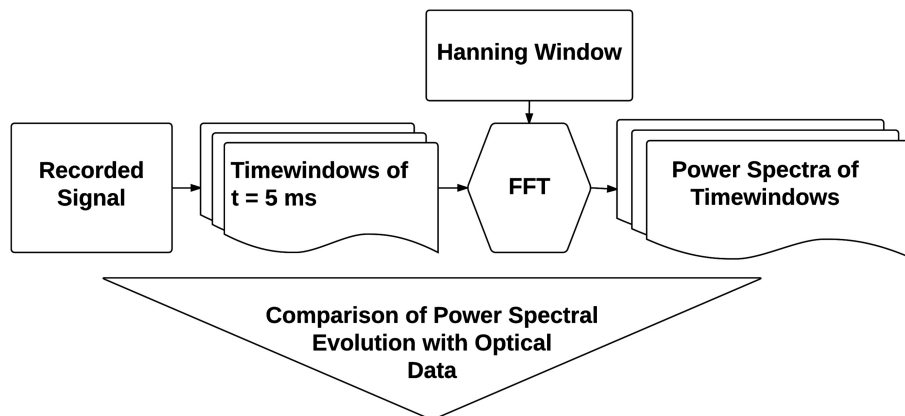 Hanning Window
Recorded
Signal
Timewindows of
t = 5 ms
FFT
Power Spectra of
Timewindows
Comparison of Power Spectral
Evolution with Optical
Data